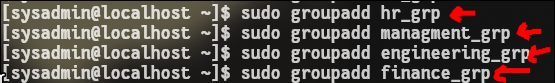 [sysadmin@localhost ~]$ sudo groupadd hr_grp
[sysadmin@localhost ~]$ sudo groupadd managment_grp
[sysadmin@localhost ~]$ sudo groupadd engineering_grp
[sysadmin@localhost ~]$ sudo groupadd finance_grp